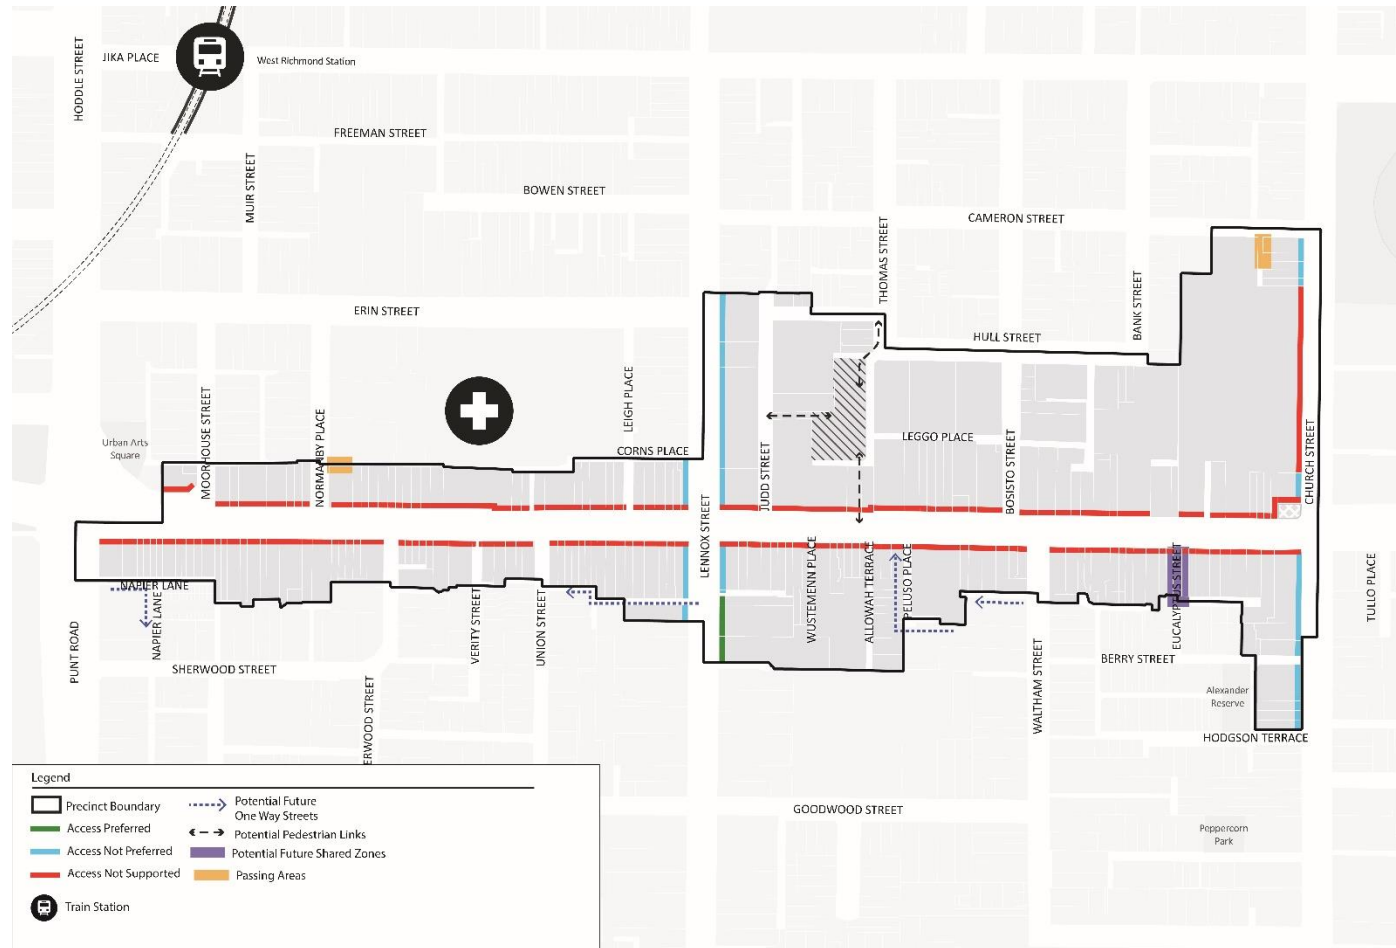 HODDLE STREET
JIKA PLACE
West Richmond Station
FREEMAN STREET
MUIR STREET
BOWEN STREET
CAMERON STREET
THOMAS STREET
BANK STREET
ERIN STREET
HULL STREET
MOORHOUSE STREET
NORMANBY PLACE
LEIGH PLACE
Urban Arts
Square
CORNS PLACE
LEGGO PLACE
JUDD STREET
BOSISTO STREET
CHURCH STREET
LENNOX STREET
WUSTEMENN PLACE
ALLOWAH TERRACE
PELUSO PLACE
EUCALYPTUS STREET
TULLO PLACE
NAPIER LANE
NAPIER LANE
PUNT ROAD
VERITY STREET
UNION STREET
SHERWOOD STREET
ERWOOD STREET
WALTHAM STREET
BERRY STREET
Alexander
Reserve
HODGSON TERRACE
GOODWOOD STREET
Peppercorn
Park
Legend
Precinct Boundary
Access Preferred
Access Not Preferred
Access Not Supported
Train Station
Potential Future
One Way Streets
Potential Pedestrian Links
Potential Future Shared Zones
Passing Areas